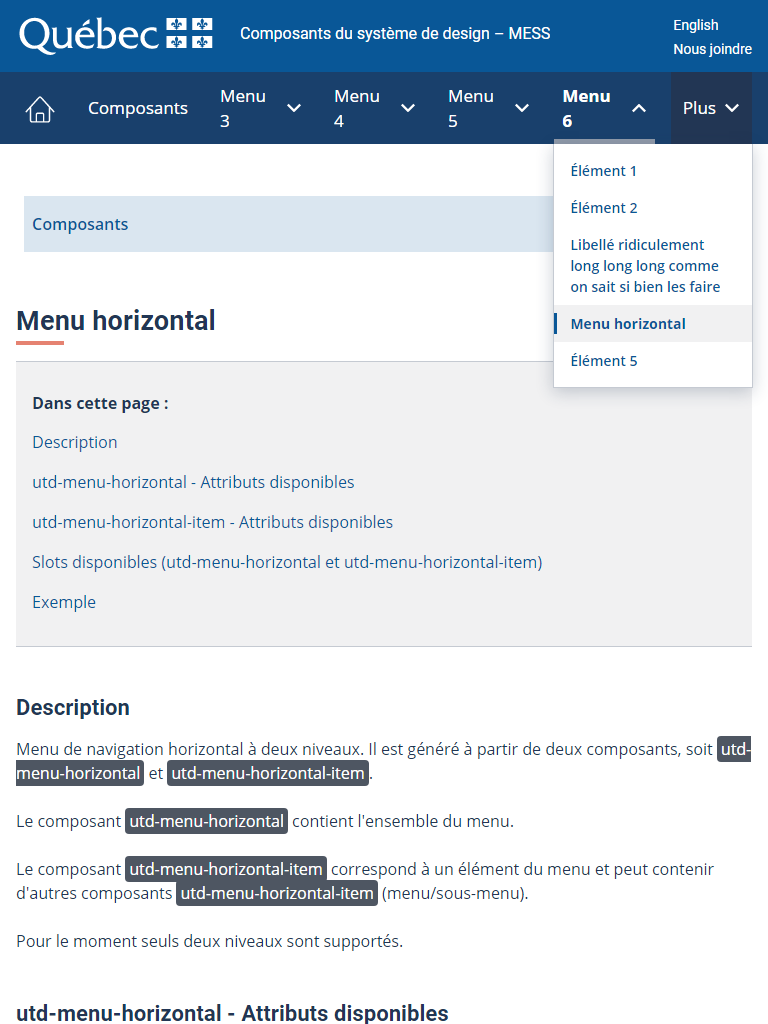 Québec
Composants du système de design – MESS
English
Nous joindre
Composants
Menu
3
Menu
4
Menu
5
Menu
6
Plus
Élément 1
Élément 2
Libellé ridiculement
long long long comme
on sait si bien les faire
Menu horizontal
Élément 5
Composants
Menu horizontal
Dans cette page :
Description
utd-menu-horizontal - Attributs disponibles
utd-menu-horizontal-item - Attributs disponibles
Slots disponibles (utd-menu-horizontal et utd-menu-horizontal-item)
Exemple
Description
Menu de navigation horizontal à deux niveaux. Il est généré à partir de deux composants, soit utd-
menu-horizontal et utd-menu-horizontal-item.
Le composant utd-menu-horizontal contient l'ensemble du menu.
Le composant utd-menu-horizontal-item correspond à un élément du menu et peut contenir
d'autres composants utd-menu-horizontal-item (menu/sous-menu).
Pour le moment seuls deux niveaux sont supportés.
utd-menu-horizontal - Attributs disponibles